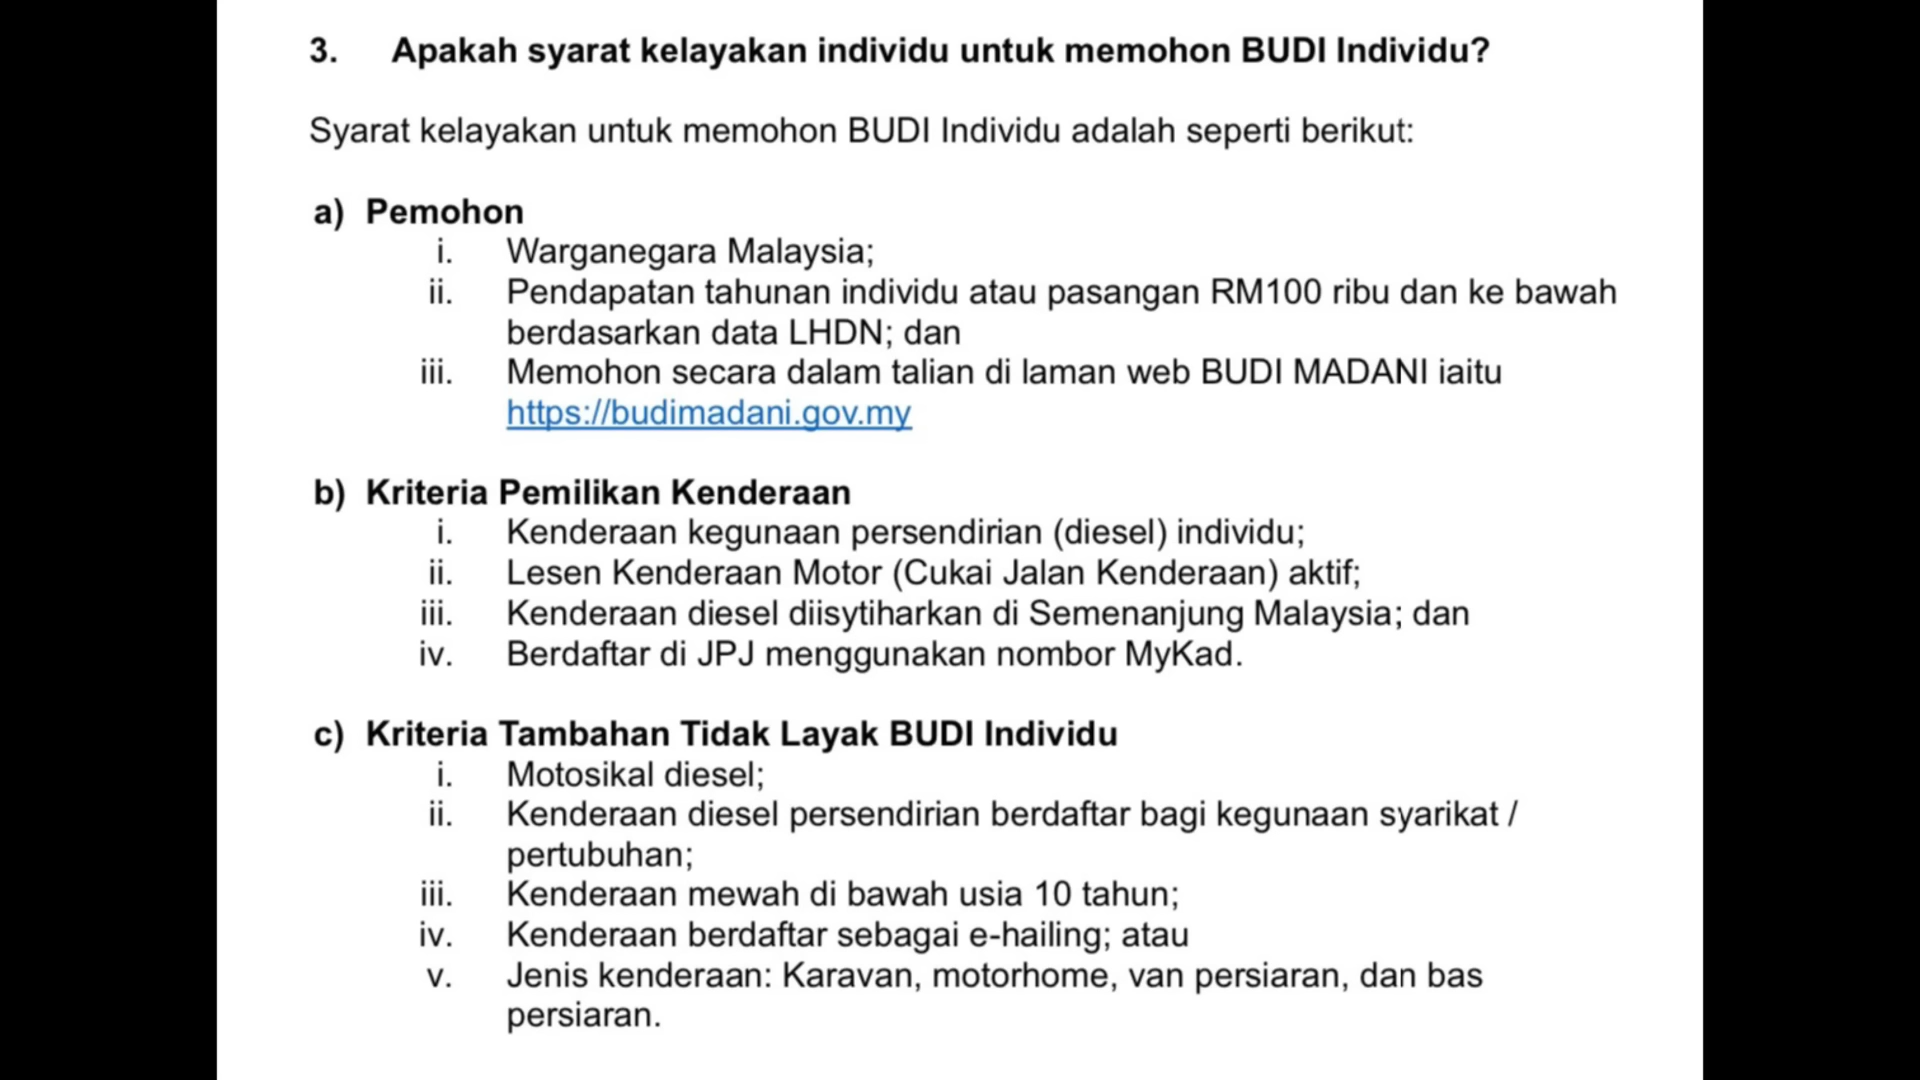 3. Apakah syarat kelayakan individu untuk memohon BUDI Individu?
Syarat kelayakan untuk memohon BUDI Individu adalah seperti berikut:
a) Pemohon
i. Warganegara Malaysia;
ii. Pendapatan tahunan individu atau pasangan RM100 ribu dan ke bawah
berdasarkan data LHDN; dan
iii. Memohon secara dalam talian di laman web BUDI MADANI iaitu
https://budimadani.gov.my
b) Kriteria Pemilikan Kenderaan
i. Kenderaan kegunaan persendirian (diesel) individu;
ii. Lesen Kenderaan Motor (Cukai Jalan Kenderaan) aktif;
iii. Kenderaan diesel diisytiharkan di Semenanjung Malaysia; dan
iv. Berdaftar di JPJ menggunakan nombor MyKad.
c) Kriteria Tambahan Tidak Layak BUDI Individu
i. Motosikal diesel;
ii. Kenderaan diesel persendirian berdaftar bagi kegunaan syarikat /
pertubuhan;
iii. Kenderaan mewah di bawah usia 10 tahun;
iv. Kenderaan berdaftar sebagai e-hailing; atau
v. Jenis kenderaan: Karavan, motorhome, van persiaran, dan bas
persiaran.